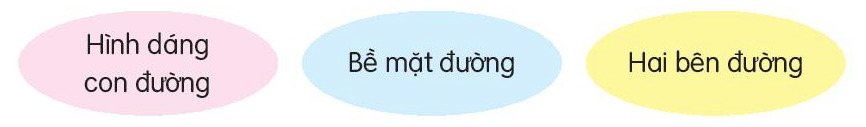 Hình dáng
con đường
Bề mặt đường
Hai bên đường